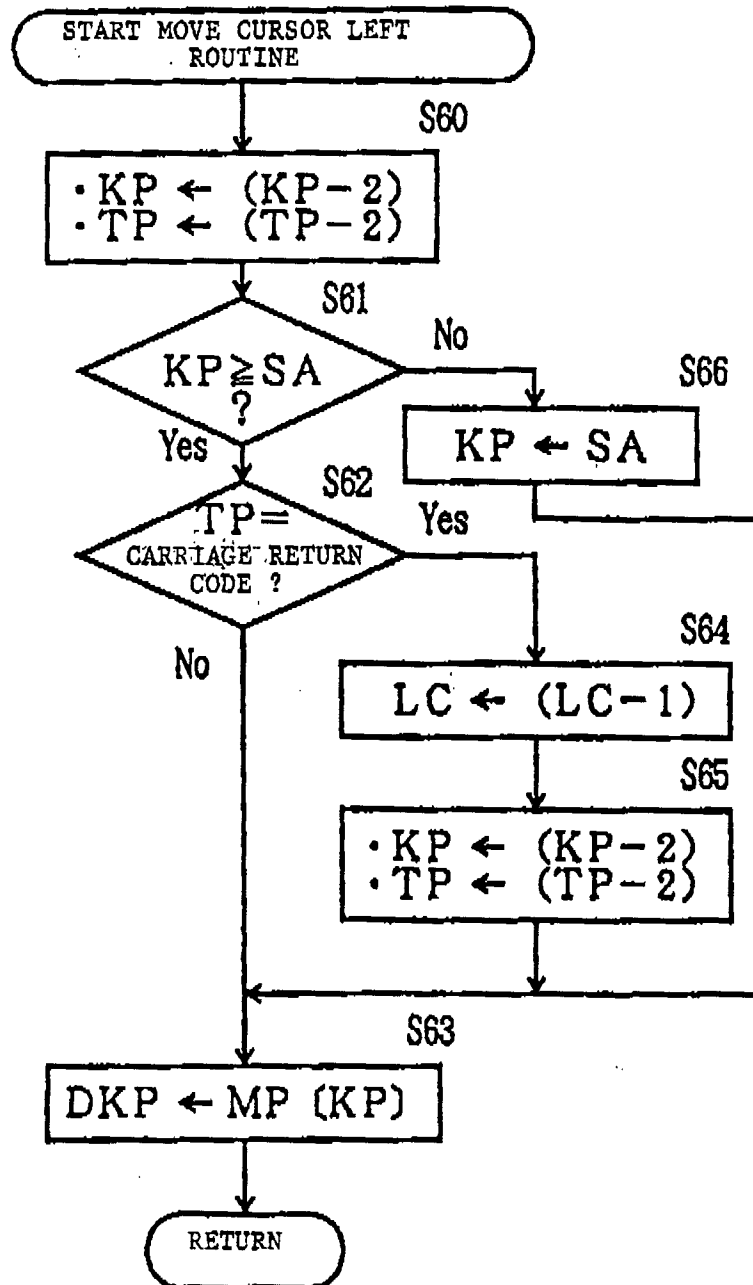 START MOVE CURSOR LEFT
ROUTINE
S60
· KP ← (KP-2)
· TP ← (TP-2)
S61
KP≧SA
?
No
Yes
S66
KP ← SA
S62
TP=
CARRIAGE RETURN
CODE ?
Yes
No
S64
LC ← (LC-1)
S65
· KP ← (KP-2)
· TP ← (TP-2)
S63
DKP ← MP (KP)
RETURN